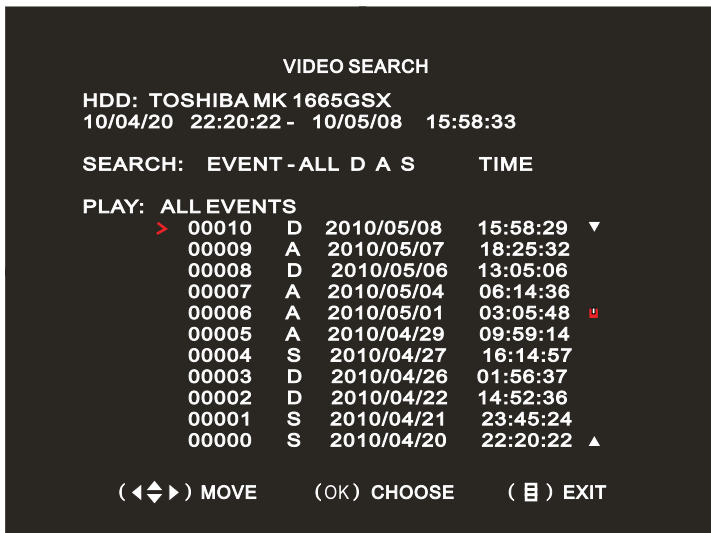 VIDEO SEARCH
HDD: TOSHIBA MK 1665GSX
10/04/20 22:20:22 - 10/05/08 15:58:33
SEARCH: EVENT - ALL D A S TIME
PLAY: ALL EVENTS
> 00010 D 2010/05/08 15:58:29 ▼
00009 A 2010/05/07 18:25:32
00008 D 2010/05/06 13:05:06
00007 A 2010/05/04 06:14:36
00006 A 2010/05/01 03:05:48
00005 A 2010/04/29 09:59:14
00004 S 2010/04/27 16:14:57
00003 D 2010/04/26 01:56:37
00002 D 2010/04/22 14:52:36
00001 S 2010/04/21 23:45:24
00000 S 2010/04/20 22:20:22 ▲
(◀◆▶) MOVE (OK) CHOOSE (目) EXIT